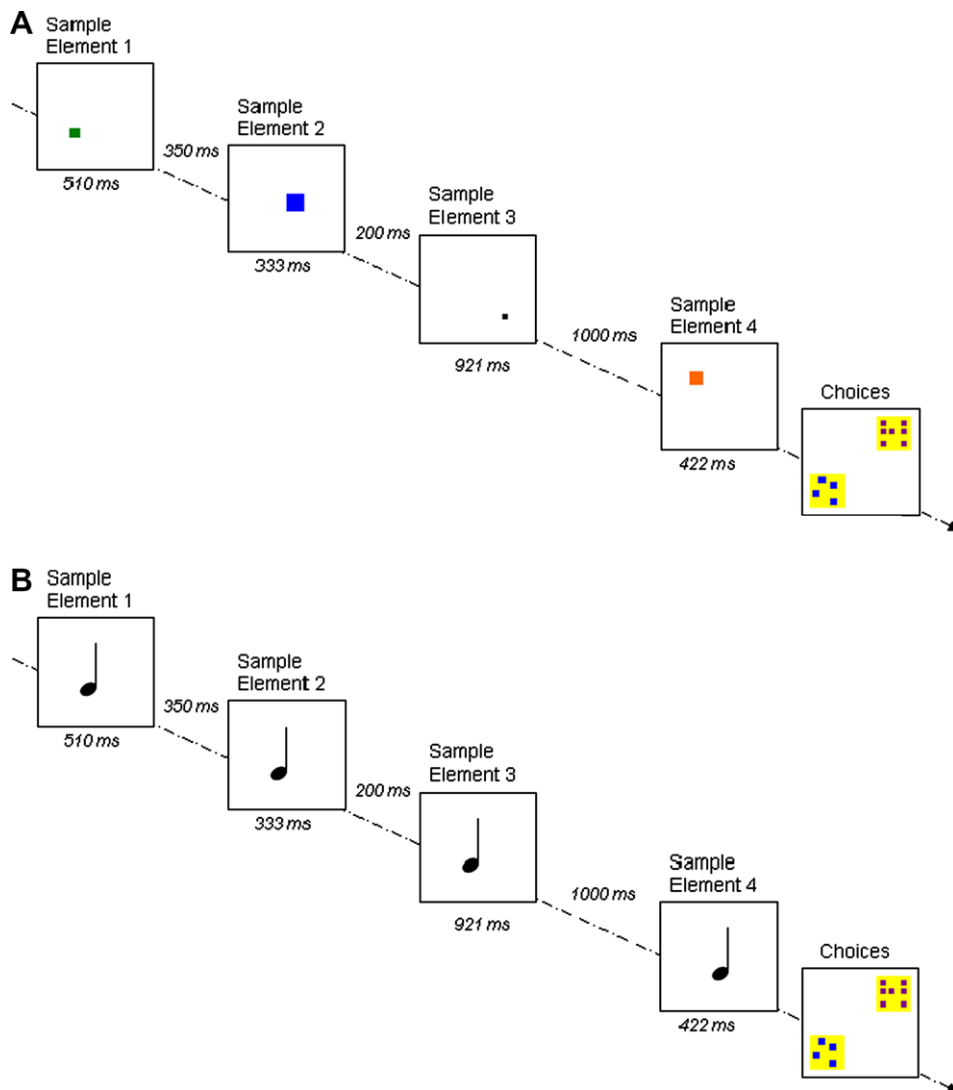 A
Sample
Element 1
510 ms
350 ms
Sample
Element 2
333 ms
200 ms
Sample
Element 3
921 ms
1000 ms
Sample
Element 4
422 ms
Choices
B
Sample
Element 1
510 ms
350 ms
Sample
Element 2
333 ms
200 ms
Sample
Element 3
921 ms
1000 ms
Sample
Element 4
422 ms
Choices